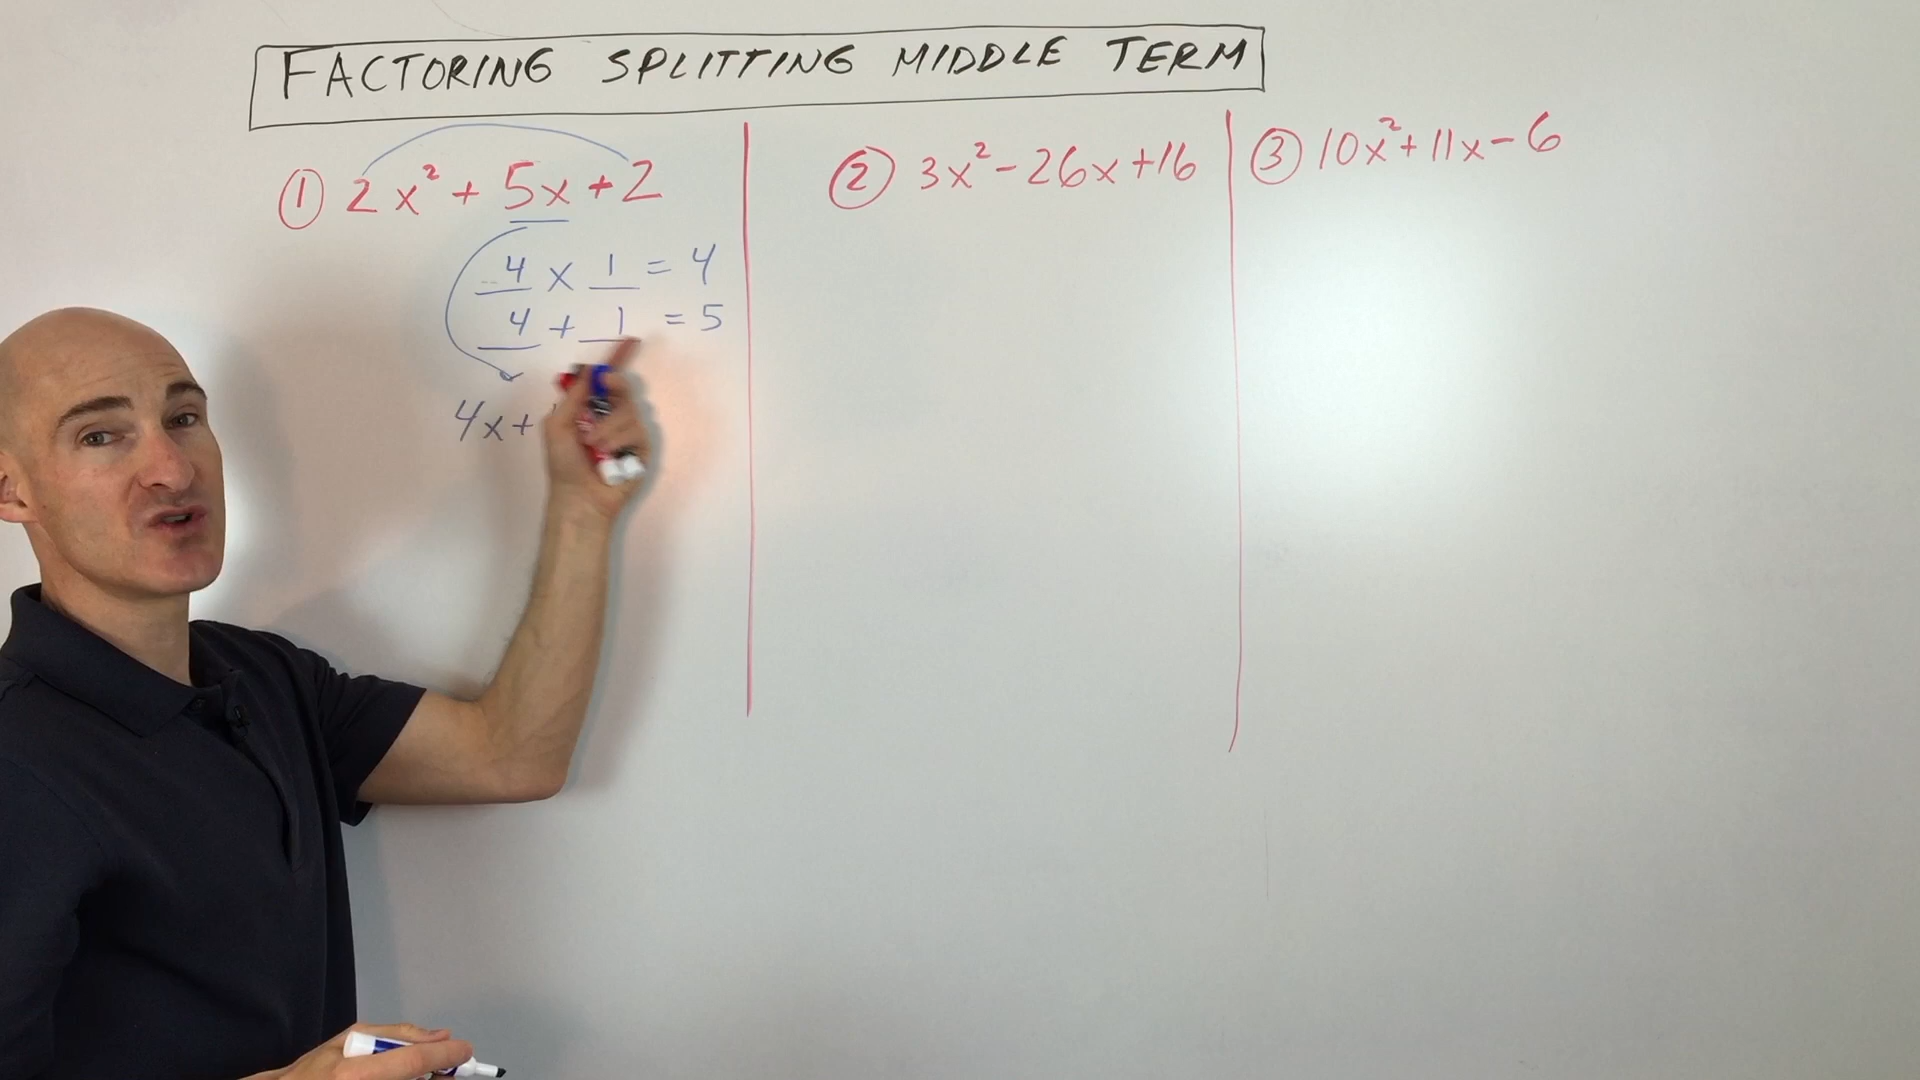 FACTORING SPLITTING MIDDLE TERM
① 2x² + 5x + 2
4 x 1 = 4
4 + 1 = 5
4x+
② 3x² - 26x + 16
③ 10x² + 11x - 6